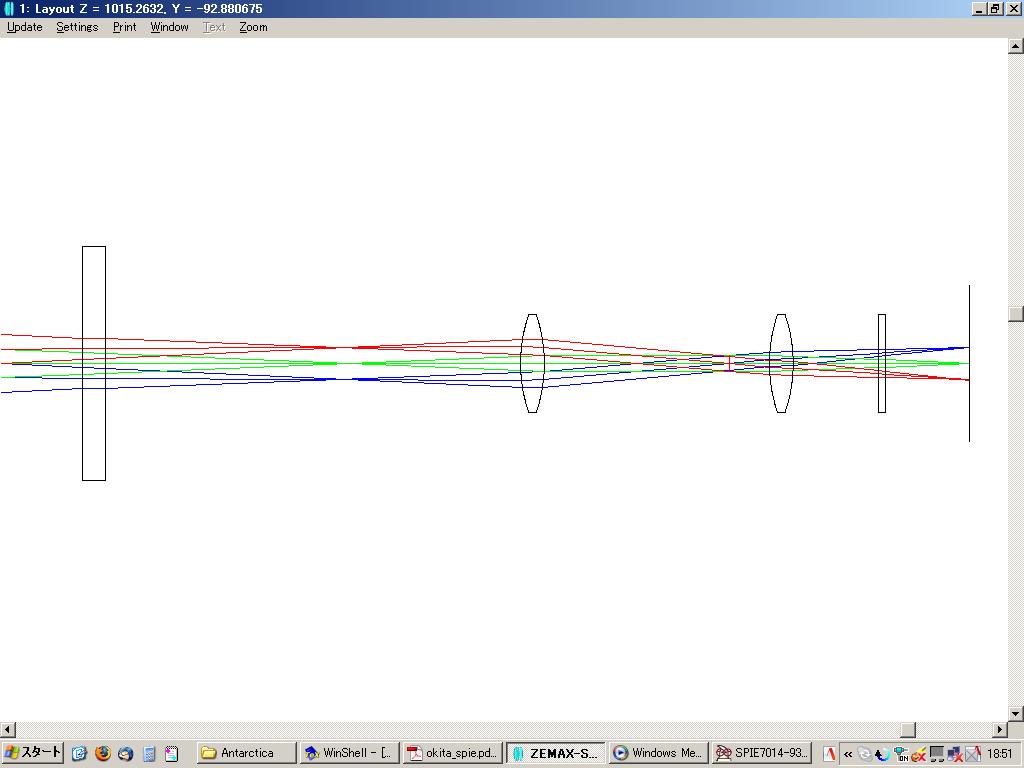 1: Layout Z = 1015.2632, Y = -92.880675
Update Settings Print Window Text Zoom
スタート Antarctica WinShell - [... okita_spie.pd... ZEMAX-S... Windows Me... SPIE7014-93... A « 18:51